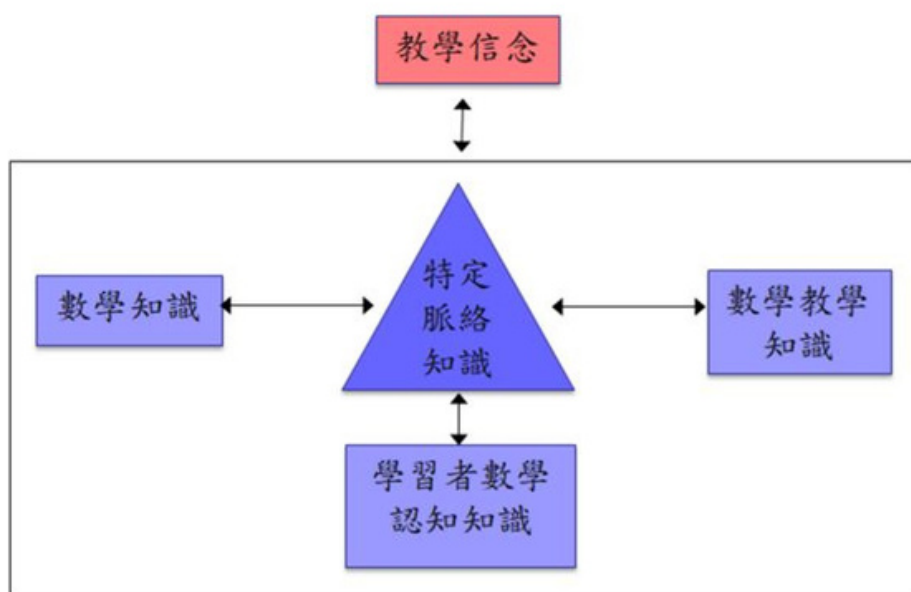 教學信念
特定
脈絡
知識
數學知識
數學教學
知識
學習者數學
認知知識